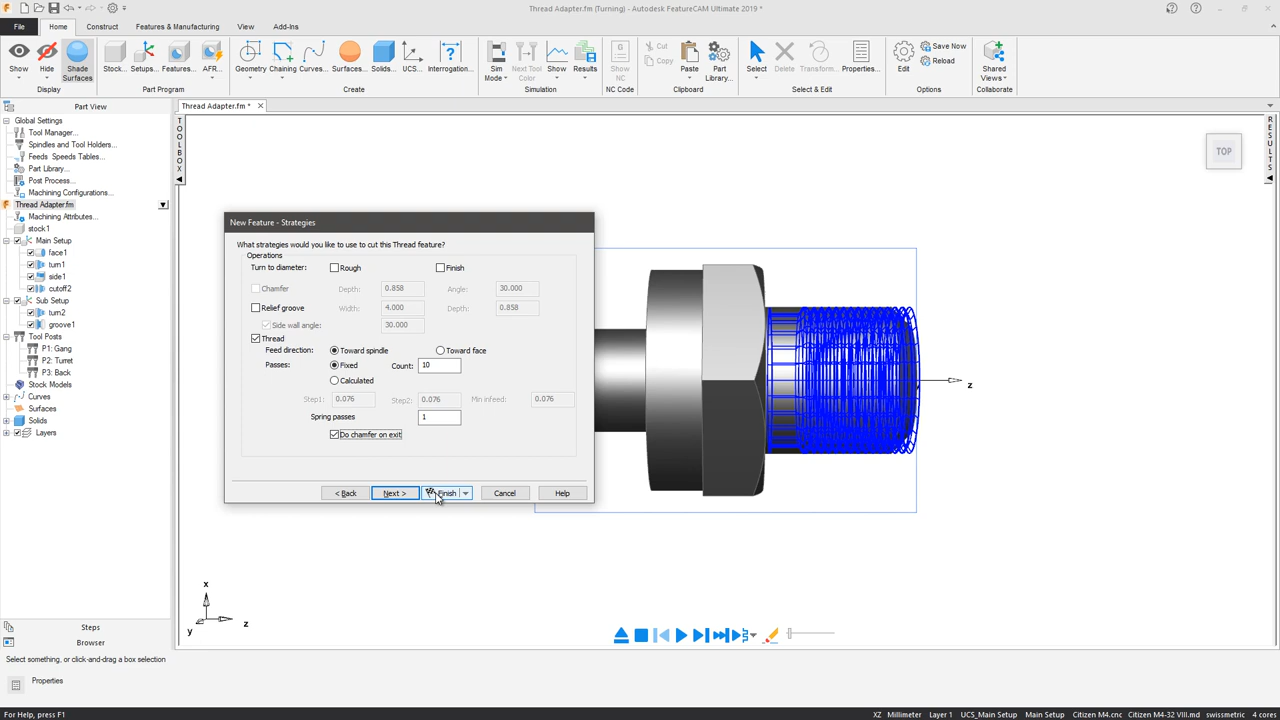 Thread Adapter.fm (Turning) - Autodesk FeatureCAM Ultimate 2019 *
File Home Construct Features & Manufacturing View Add-Ins
Show Hide Shade Surfaces Stock... Setups... Features... AFR... Geometry Chaining Curves... Surfaces... Solids... UCS... Interrogation... Sim Mode Next Tool Color Show Results Show NC Cut Copy Paste Part Library... Select Delete Transform... Properties... Edit Save Now Reload Shared Views
Display Part Program Create Simulation NC Code Clipboard Select & Edit Options Collaborate
Part View
Thread Adapter.fm *
Global Settings
Tool Manager...
Spindles and Tool Holders...
Feeds Speeds Tables...
Part Library...
Post Process...
Machining Configurations...
Thread Adapter.fm
Machining Attributes...
stock1
Main Setup
face1
turn1
side1
cutoff2
Sub Setup
turn2
groove1
Tool Posts
P1: Gang
P2: Turret
P3: Back
Stock Models
Curves
Surfaces
Solids
Layers
Steps
Browser
TOOLBOX
RESULTS
TOP
New Feature - Strategies
What strategies would you like to use to cut this Thread feature?
Operations
Turn to diameter: Rough Finish
Chamfer Depth: 0.858 Angle: 30.000
Relief groove Width: 4.000 Depth: 0.858
Side wall angle: 30.000
Thread
Feed direction: Toward spindle Toward face
Passes: Fixed Count: 10
Calculated
Step1: 0.076 Step2: 0.076 Min infeed: 0.076
Spring passes 1
Do chamfer on exit
< Back Next > Finish Cancel Help
z
x
y
z
Select something, or click-and-drag a box selection
Properties
For Help, press F1
XZ Millimeter Layer 1 UCS_Main Setup Main Setup Citizen M4.cnc Citizen M4-32 VIII.md swissmetric 4 cores